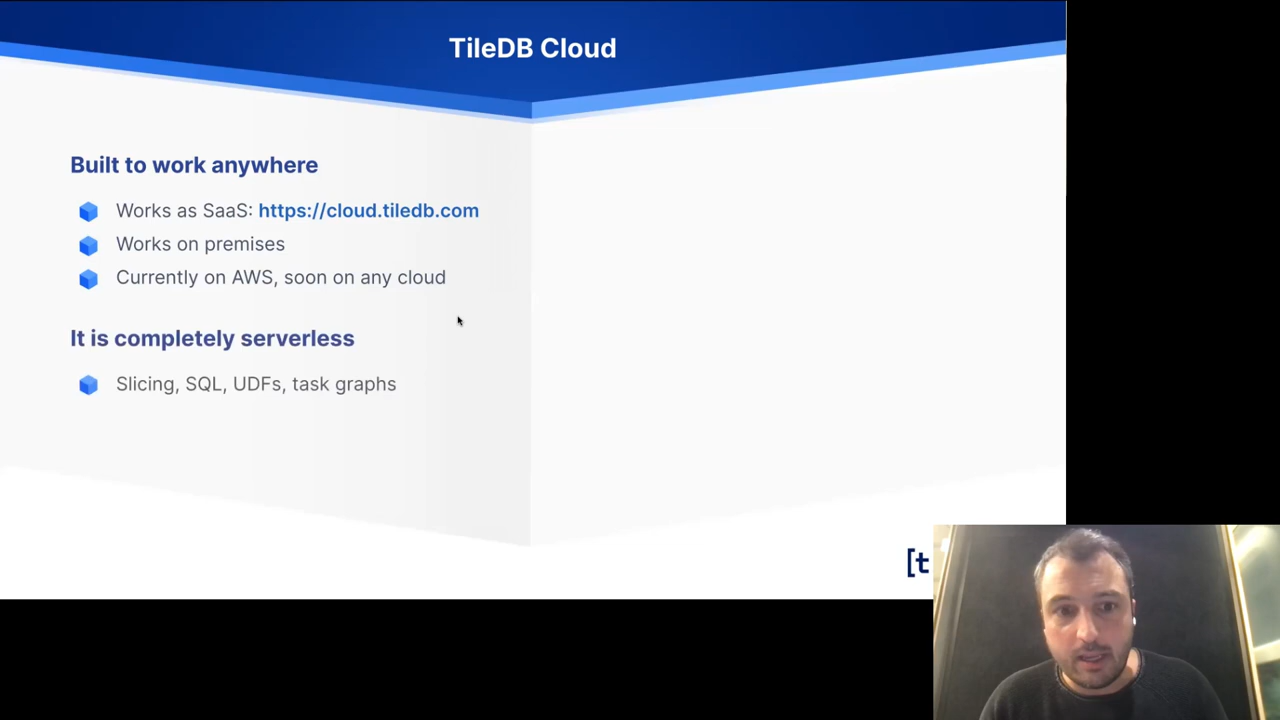 TileDB Cloud
Built to work anywhere
Works as SaaS: https://cloud.tiledb.com
Works on premises
Currently on AWS, soon on any cloud
It is completely serverless
Slicing, SQL, UDFs, task graphs
[t